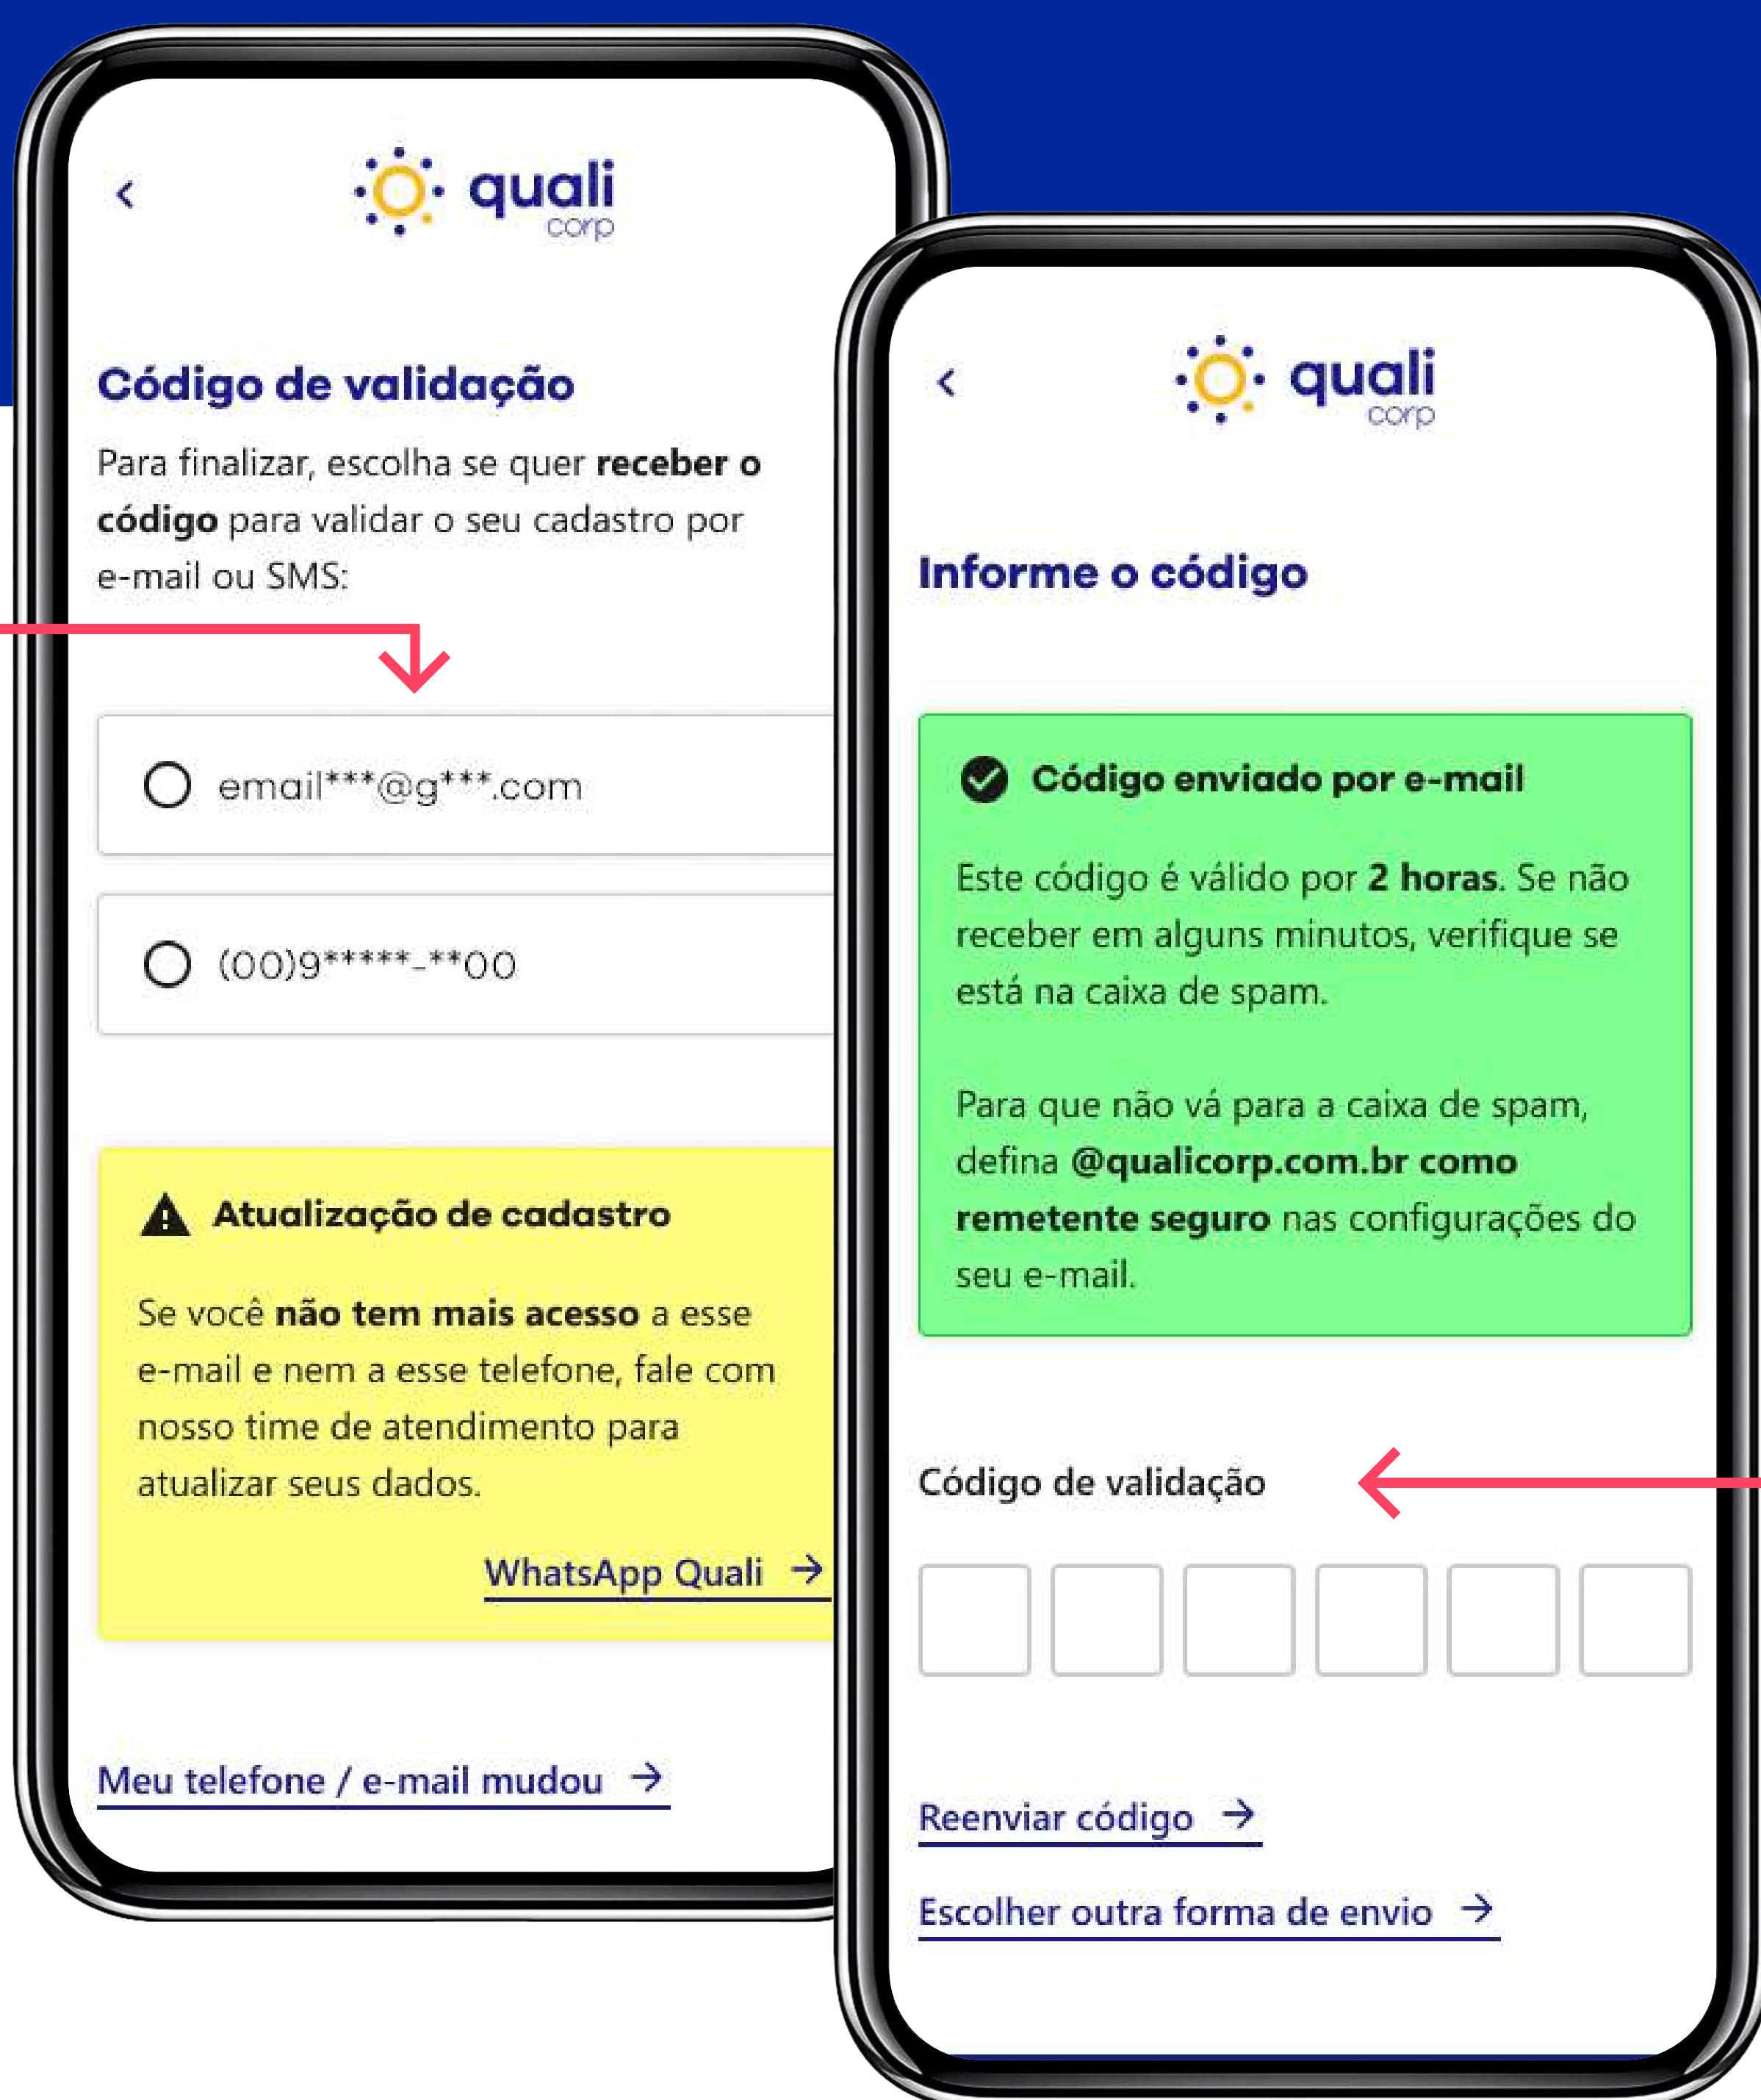 quali
corp
Código de validação
Para finalizar, escolha se quer receber o
código para validar o seu cadastro por
e-mail ou SMS:
email***@g***.com
(00)9*****-**00
Atualização de cadastro
Se você não tem mais acesso a esse
e-mail e nem a esse telefone, fale com
nosso time de atendimento para
atualizar seus dados.
WhatsApp Quali →
Meu telefone / e-mail mudou →
quali
corp
Informe o código
Código enviado por e-mail
Este código é válido por 2 horas. Se não
receber em alguns minutos, verifique se
está na caixa de spam.
Para que não vá para a caixa de spam,
defina @qualicorp.com.br como
remetente seguro nas configurações do
seu e-mail.
Código de validação
Reenviar código →
Escolher outra forma de envio →